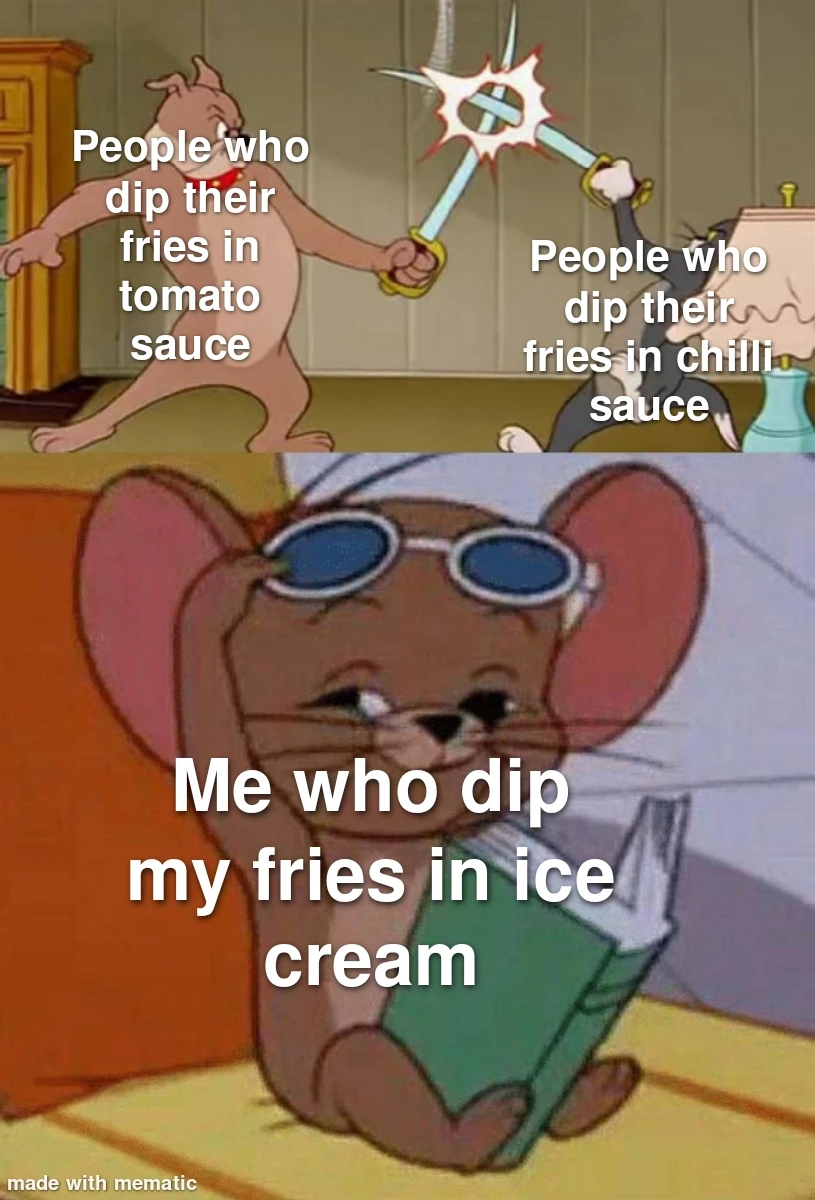 People who
dip their
fries in
tomato
sauce
People who
dip their
fries in chilli
sauce
Me who dip
my fries in ice
cream
made with mematic